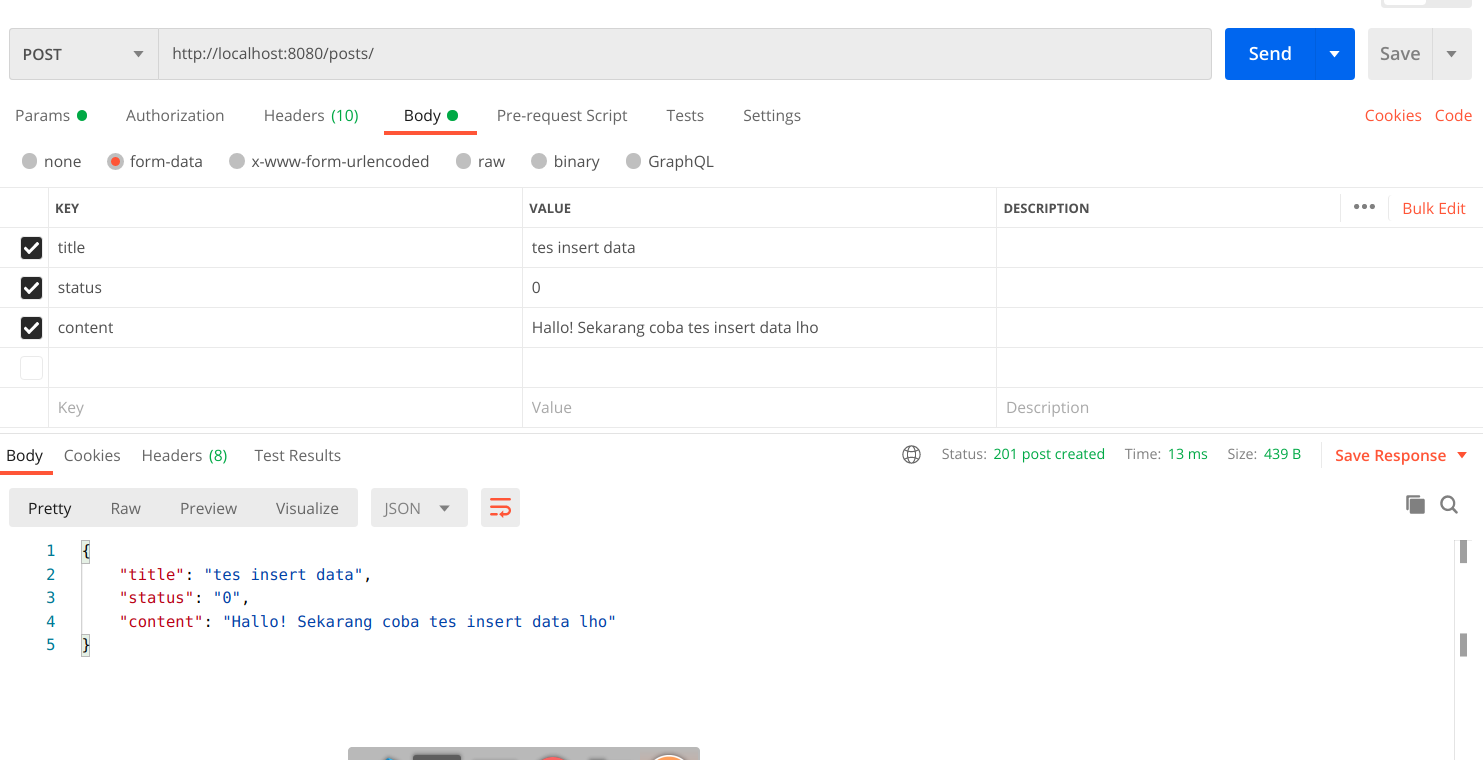 POST http://localhost:8080/posts/ Send Save
Params Authorization Headers (10) Body Pre-request Script Tests Settings Cookies Code
none form-data x-www-form-urlencoded raw binary GraphQL
KEY VALUE DESCRIPTION ••• Bulk Edit
title tes insert data
status 0
content Hallo! Sekarang coba tes insert data lho
Key Value Description
Body Cookies Headers (8) Test Results Status: 201 post created Time: 13 ms Size: 439 B Save Response
Pretty Raw Preview Visualize JSON
1 {
2 "title": "tes insert data",
3 "status": "0",
4 "content": "Hallo! Sekarang coba tes insert data lho"
5 }